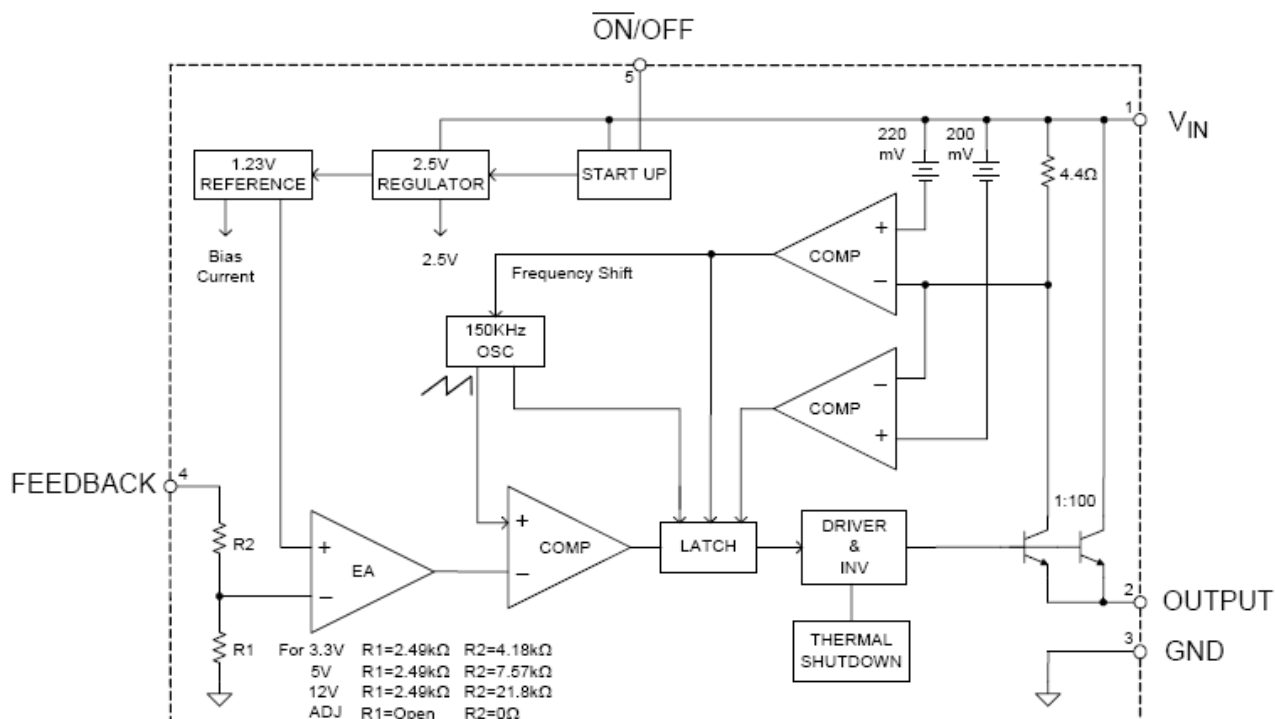 ON/OFF
5
1
VIN
220
mV
200
mV
4.4Ω
1.23V
REFERENCE
2.5V
REGULATOR
START UP
Bias
Current
2.5V
Frequency Shift
+
COMP
−
150KHz
OSC
−
COMP
+
FEEDBACK
4
1:100
R2
+
EA
−
+
COMP
−
LATCH
DRIVER
&
INV
2
OUTPUT
THERMAL
SHUTDOWN
3
GND
R1
For 3.3V R1=2.49kΩ R2=4.18kΩ
5V R1=2.49kΩ R2=7.57kΩ
12V R1=2.49kΩ R2=21.8kΩ
ADJ R1=Open R2=0Ω